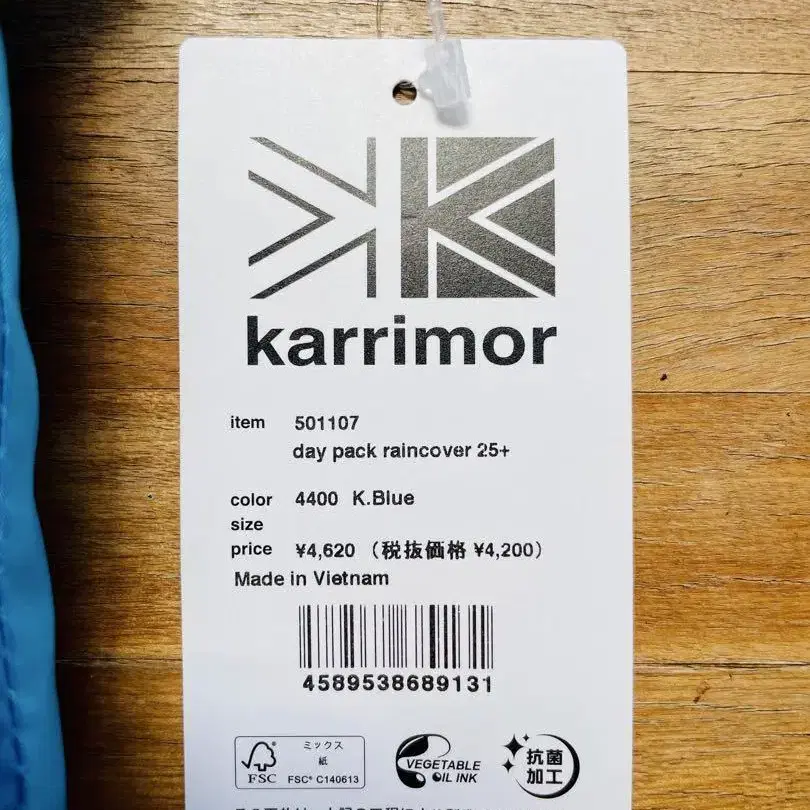 karrimor
item 501107
day pack raincover 25+
color 4400 K.Blue
size
price ¥4,620 (税抜価格 ¥4,200)
Made in Vietnam
4589538689131
FSC
ミックス
紙
FSC® C140613
VEGETABLE
OIL INK
抗菌
加工